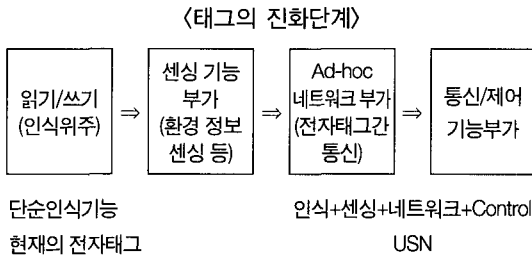 〈태그의 진화단계〉
읽기/쓰기
(인식위주)
⇒
센싱 기능
부가
(환경 정보
센싱 등)
⇒
Ad-hoc
네트워크 부가
(전자태그간
통신)
⇒
통신/제어
기능부가
단순인식기능
현재의 전자태그
인식+센싱+네트워크+Control
USN